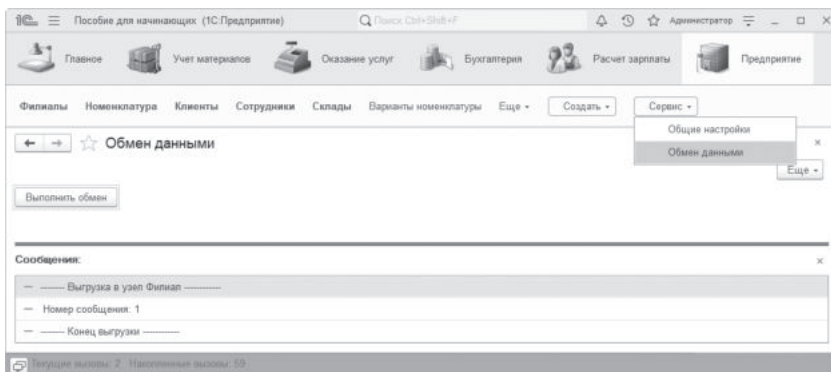 1С Пособие для начинающих (1С:Предприятие) Поиск Ctrl+Shift+F Администратор
Главное Учет материалов Оказание услуг Бухгалтерия Расчет зарплаты Предприятие
Филиалы Номенклатура Клиенты Сотрудники Склады Варианты номенклатуры Еще Создать Сервис
Общие настройки
Обмен данными
Обмен данными
Еще
Выполнить обмен
Сообщения:
— ------- Выгрузка в узел Филиал -----------
— Номер сообщения: 1
— ------- Конец выгрузки -----------
Текущие вызовы: 2 Накопленные вызовы: 59